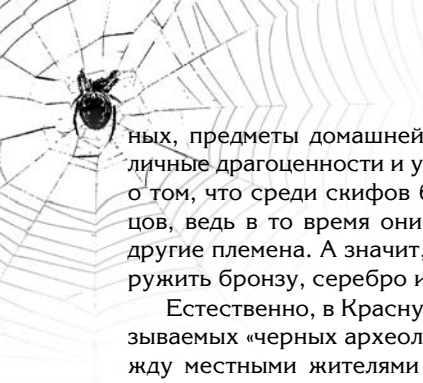 ных, предметы домашней
личные драгоценности и у
о том, что среди скифов б
цов, ведь в то время они
другие племена. А значит,
ружить бронзу, серебро и
Естественно, в Красну
зываемых «черных археол
жду местными жителями